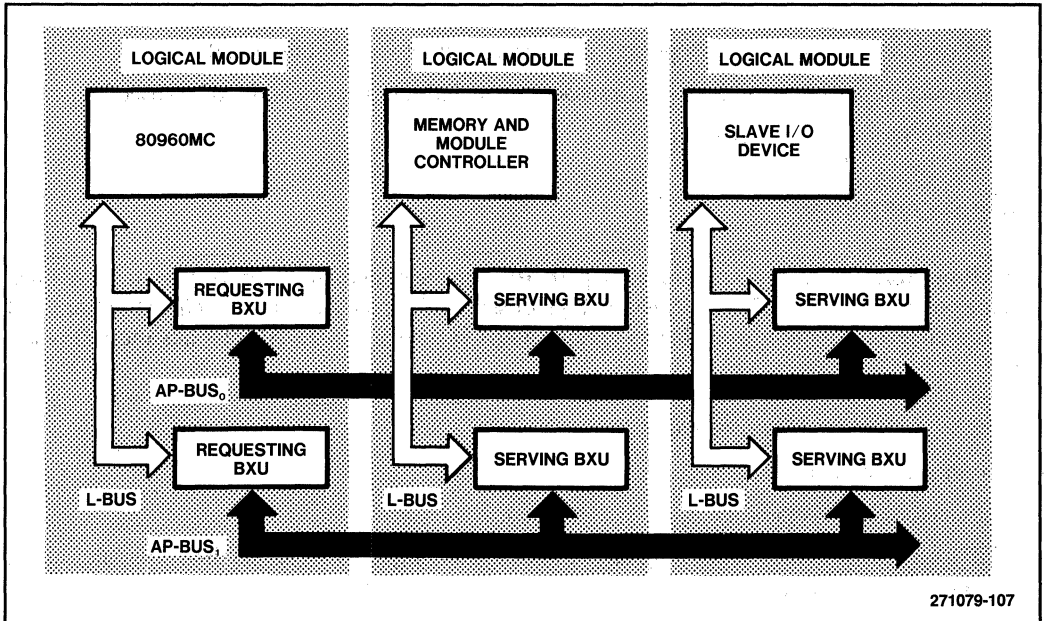 LOGICAL MODULE
LOGICAL MODULE
LOGICAL MODULE
80960MC
MEMORY AND
MODULE
CONTROLLER
SLAVE I/O
DEVICE
REQUESTING
BXU
SERVING BXU
SERVING BXU
AP-BUS₀
REQUESTING
BXU
SERVING BXU
SERVING BXU
L-BUS
L-BUS
L-BUS
AP-BUS₁
271079-107